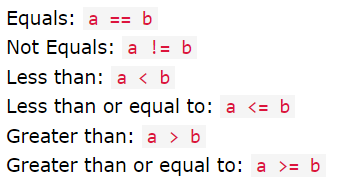 Equals: a == b
Not Equals: a != b
Less than: a < b
Less than or equal to: a <= b
Greater than: a > b
Greater than or equal to: a >= b